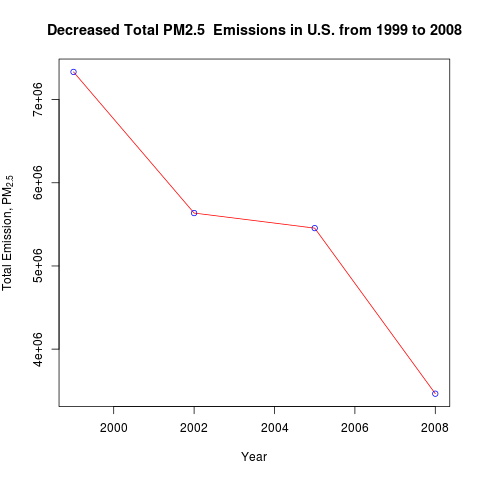 Decreased Total PM2.5  Emissions in U.S. from 1999 to 2008
Total Emission, PM2.5
7e+06
6e+06
5e+06
4e+06
2000 2002 2004 2006 2008
Year